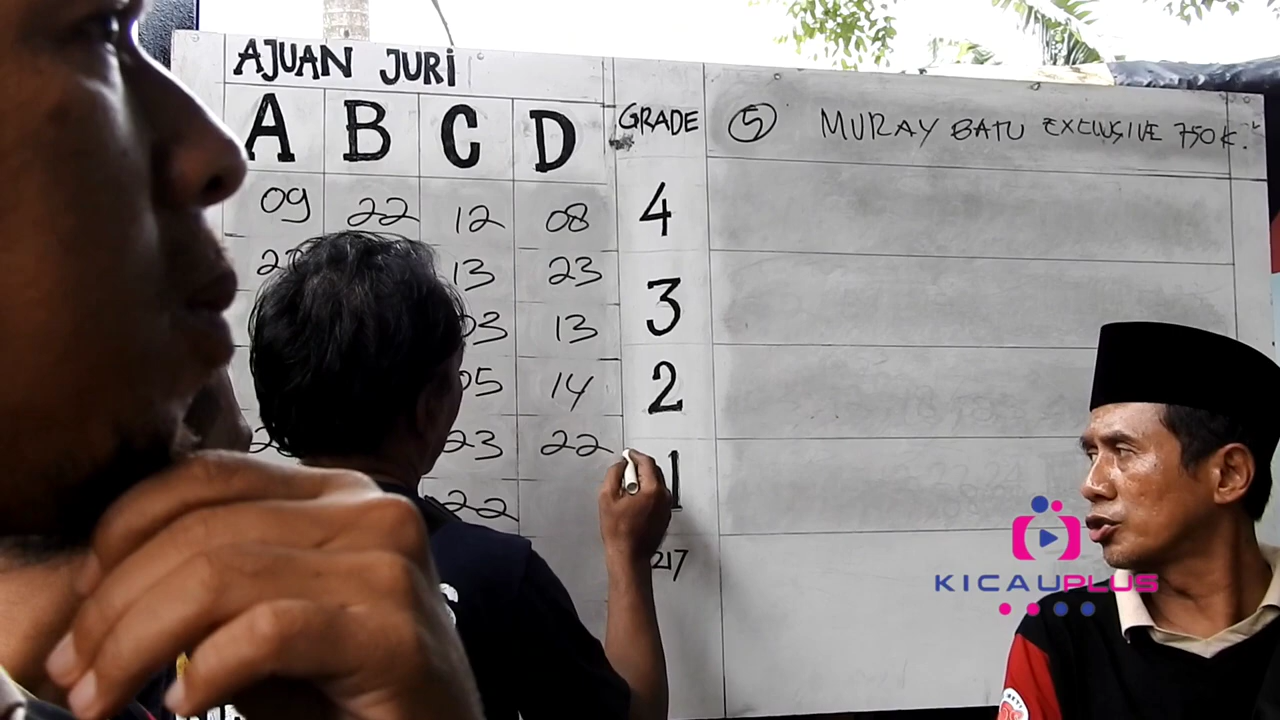 AJUAN JURI
A B C D GRADE ⑤ MURAY BATU EXCLUSIVE 750K.
09 22 12 08 4
13 23 3
03 13
05 14 2
23 22 1
22
217
KICAUPLUS